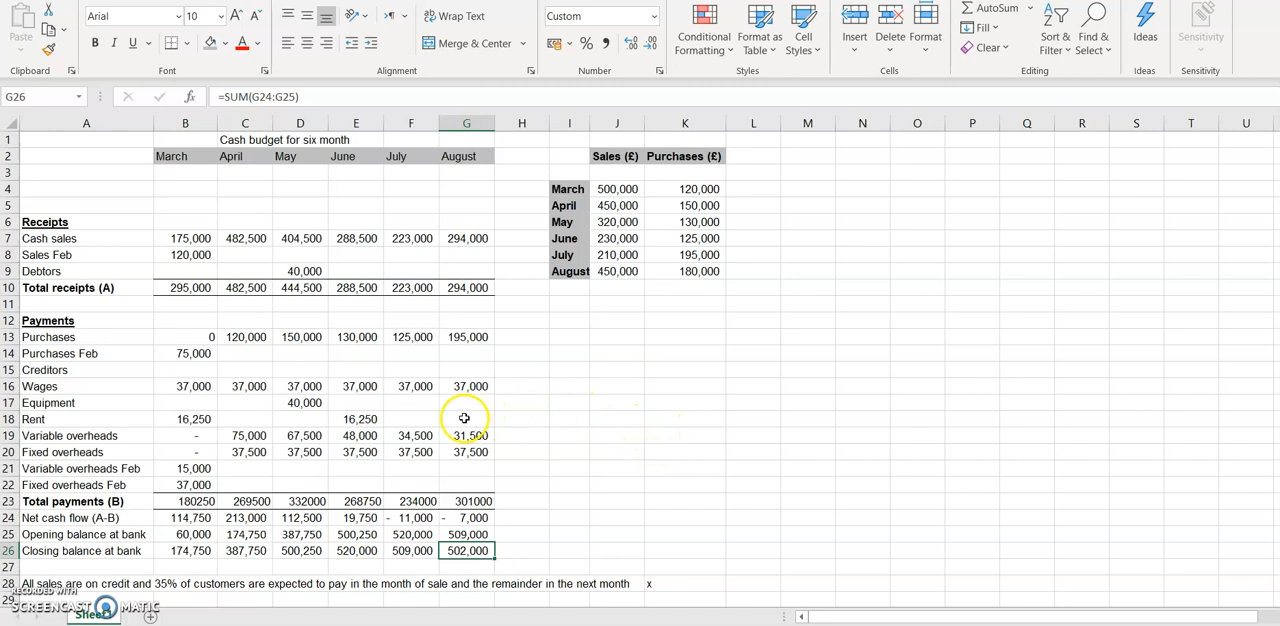 Arial 10 Wrap Text Custom AutoSum
Paste B I U Merge & Center % , Conditional Formatting Format as Table Cell Styles Insert Delete Format Fill Clear Sort & Filter Find & Select Ideas Sensitivity
Clipboard Font Alignment Number Styles Cells Editing Ideas Sensitivity
G26 fx =SUM(G24:G25)
A B C D E F G H I J K L M N O P Q R S T U
1 Cash budget for six month
2 March April May June July August Sales (£) Purchases (£)
3
4 March 500,000 120,000
5 April 450,000 150,000
6 Receipts May 320,000 130,000
7 Cash sales 175,000 482,500 404,500 288,500 223,000 294,000 June 230,000 125,000
8 Sales Feb 120,000 July 210,000 195,000
9 Debtors 40,000 August 450,000 180,000
10 Total receipts (A) 295,000 482,500 444,500 288,500 223,000 294,000
11
12 Payments
13 Purchases 0 120,000 150,000 130,000 125,000 195,000
14 Purchases Feb 75,000
15 Creditors
16 Wages 37,000 37,000 37,000 37,000 37,000 37,000
17 Equipment 40,000
18 Rent 16,250 16,250
19 Variable overheads - 75,000 67,500 48,000 34,500 31,500
20 Fixed overheads - 37,500 37,500 37,500 37,500 37,500
21 Variable overheads Feb 15,000
22 Fixed overheads Feb 37,000
23 Total payments (B) 180250 269500 332000 268750 234000 301000
24 Net cash flow (A-B) 114,750 213,000 112,500 19,750 - 11,000 - 7,000
25 Opening balance at bank 60,000 174,750 387,750 500,250 520,000 509,000
26 Closing balance at bank 174,750 387,750 500,250 520,000 509,000 502,000
27
28 All sales are on credit and 35% of customers are expected to pay in the month of sale and the remainder in the next month x
29 RECORDED WITH
SCREENCAST MATIC
Sheet1